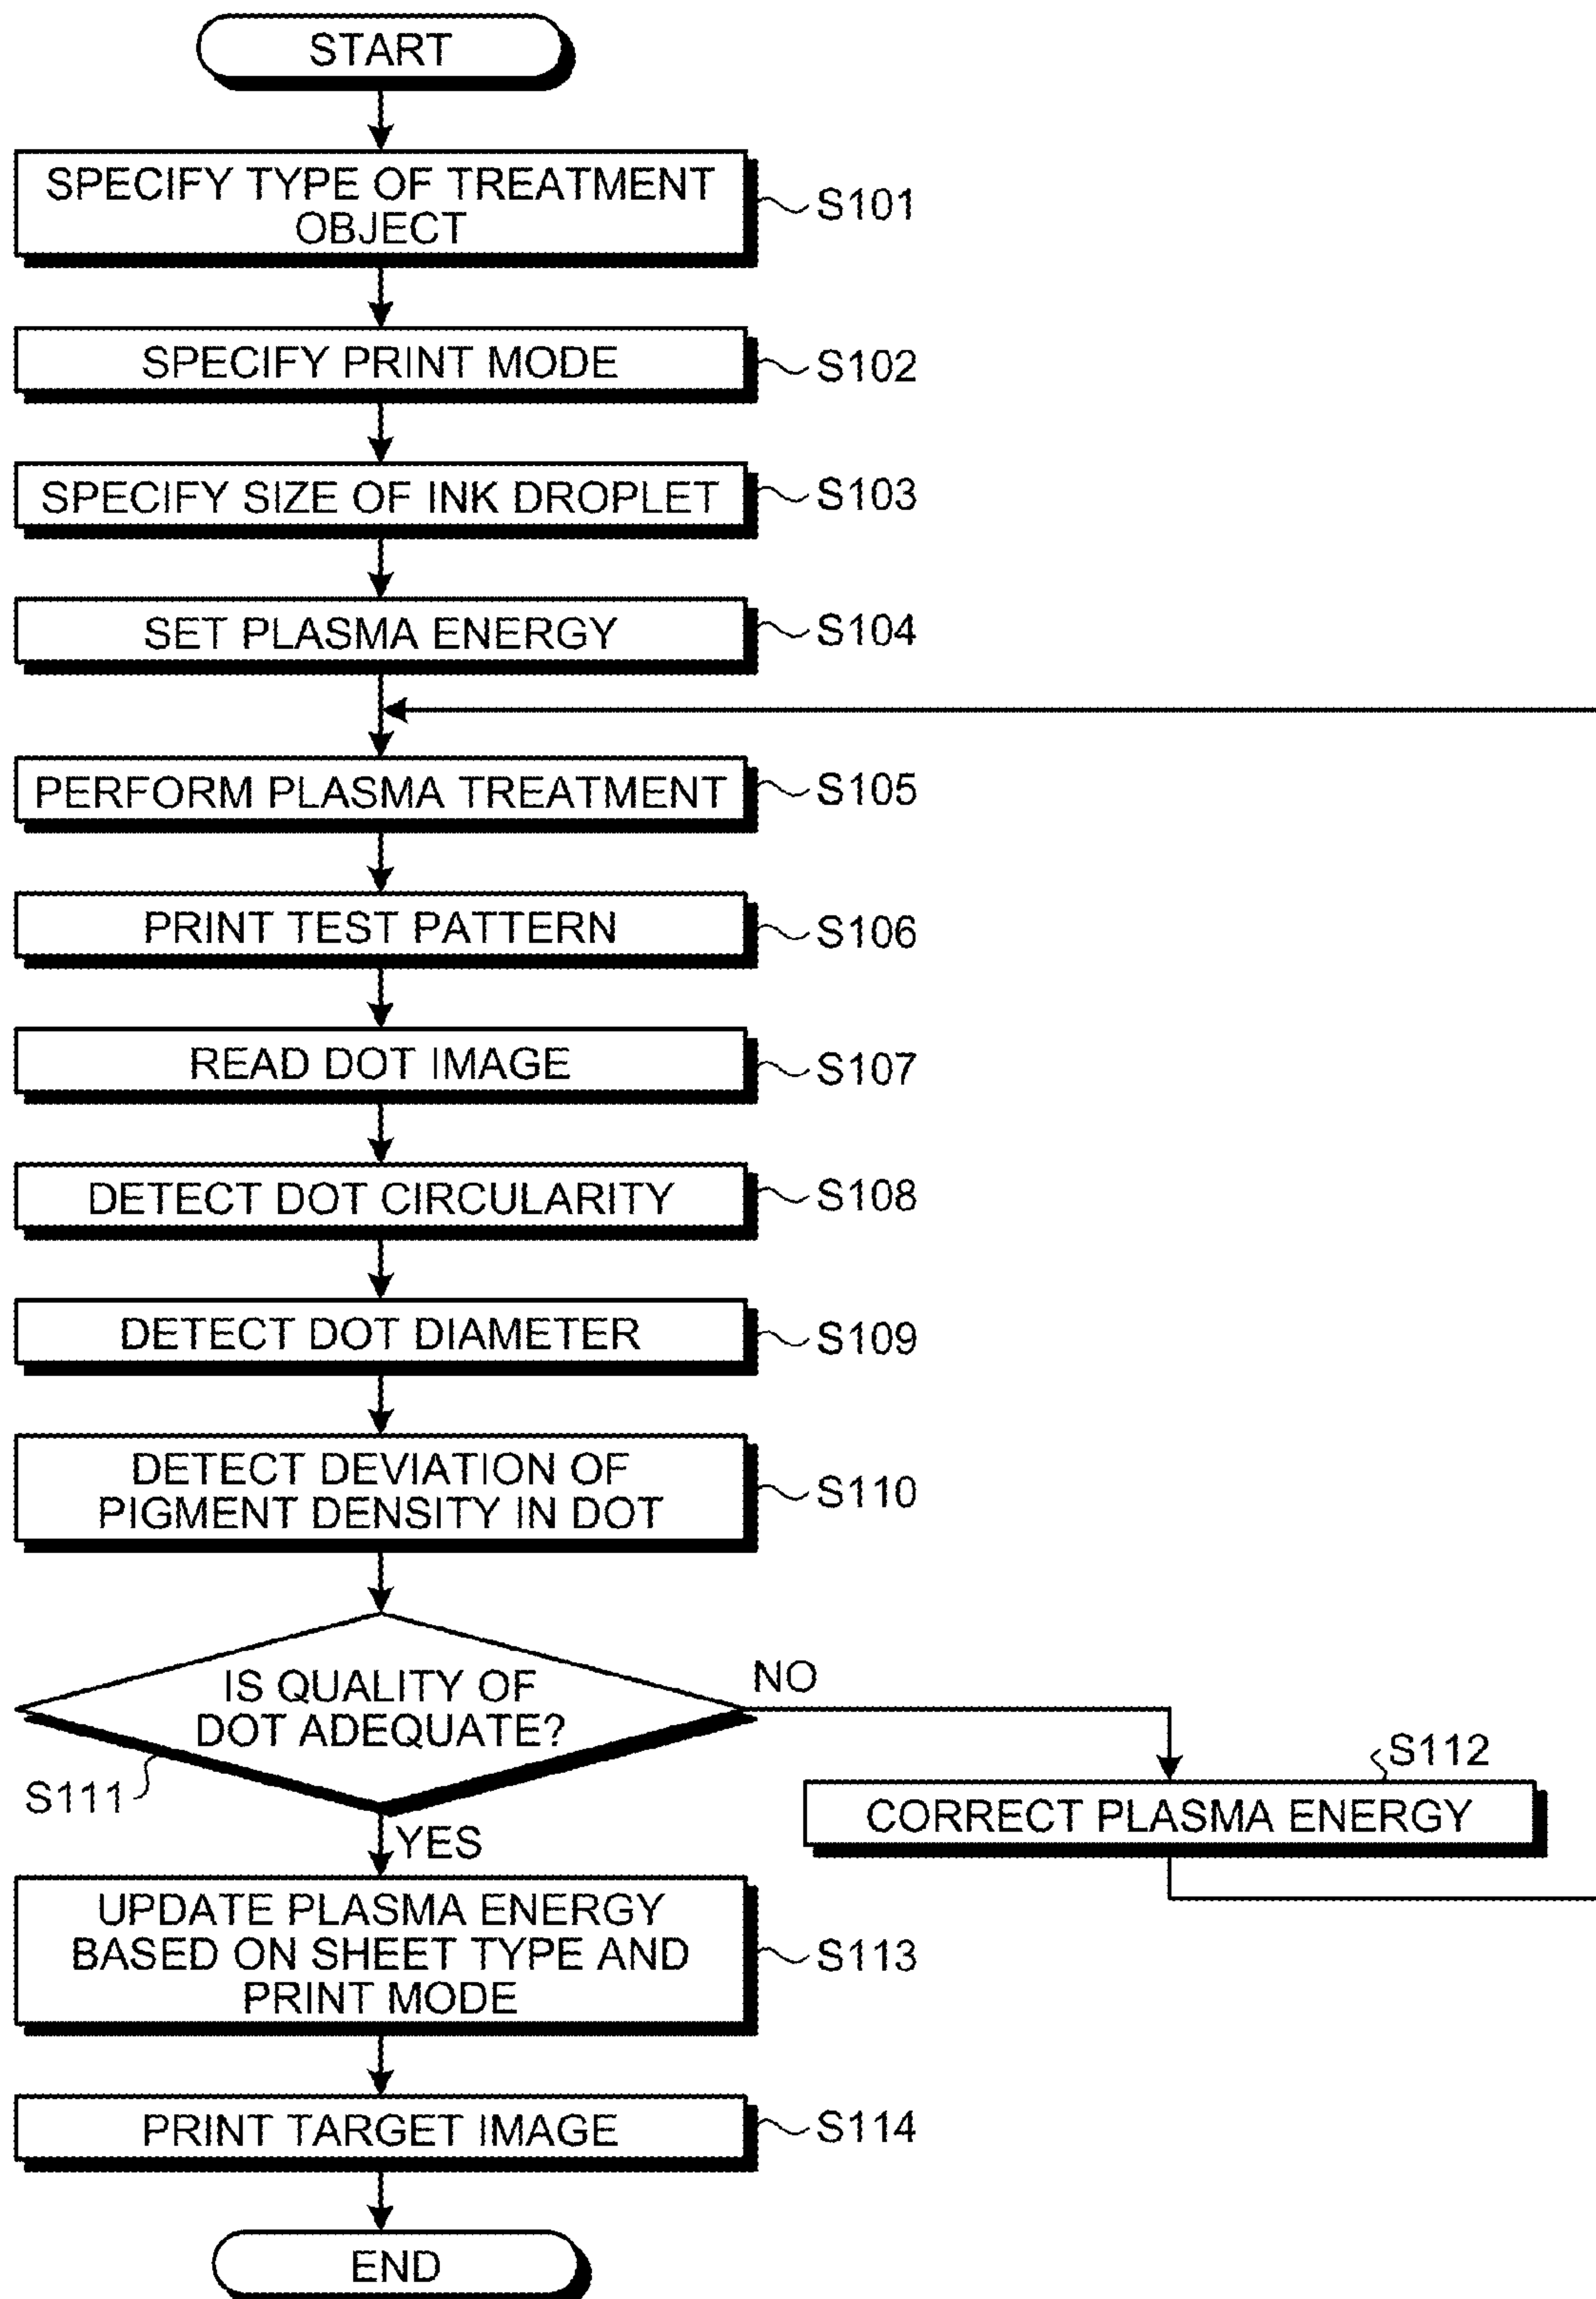 START
SPECIFY TYPE OF TREATMENT
OBJECT
S101
SPECIFY PRINT MODE
S102
SPECIFY SIZE OF INK DROPLET
S103
SET PLASMA ENERGY
S104
PERFORM PLASMA TREATMENT
S105
PRINT TEST PATTERN
S106
READ DOT IMAGE
S107
DETECT DOT CIRCULARITY
S108
DETECT DOT DIAMETER
S109
DETECT DEVIATION OF
PIGMENT DENSITY IN DOT
S110
IS QUALITY OF
DOT ADEQUATE?
S111
NO
S112
CORRECT PLASMA ENERGY
YES
UPDATE PLASMA ENERGY
BASED ON SHEET TYPE AND
PRINT MODE
S113
PRINT TARGET IMAGE
S114
END